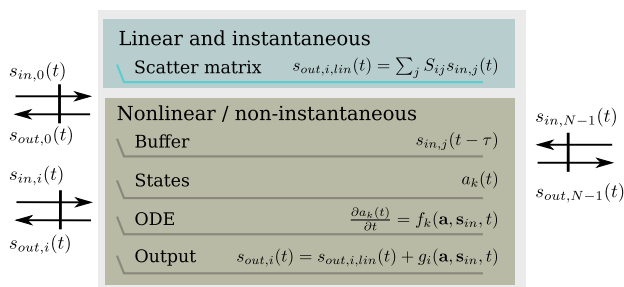 Linear and instantaneous
Scatter matrix s_{out,i,lin}(t) = ∑_j S_{ij}s_{in,j}(t)
s_{in,0}(t)
s_{out,0}(t)
s_{in,i}(t)
s_{out,i}(t)
Nonlinear / non-instantaneous
Buffer s_{in,j}(t − τ)
States a_k(t)
ODE ∂a_k(t)/∂t = f_k(𝐚, 𝐬_{in}, t)
Output s_{out,i}(t) = s_{out,i,lin}(t) + g_i(𝐚, 𝐬_{in}, t)
s_{in,N−1}(t)
s_{out,N−1}(t)